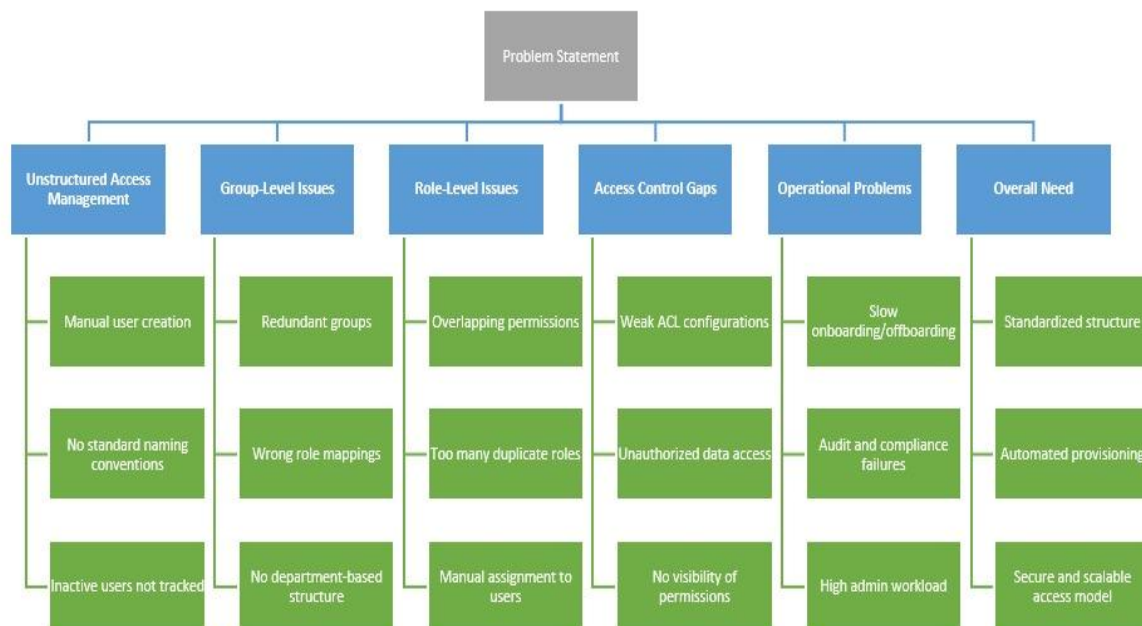 Problem Statement
Unstructured Access
Management
Group-Level Issues
Role-Level Issues
Access Control Gaps
Operational Problems
Overall Need
Manual user creation
No standard naming
conventions
Inactive users not tracked
Redundant groups
Wrong role mappings
No department-based
structure
Overlapping permissions
Too many duplicate roles
Manual assignment to
users
Weak ACL configurations
Unauthorized data access
No visibility of
permissions
Slow
onboarding/offboarding
Audit and compliance
failures
High admin workload
Standardized structure
Automated provisioning
Secure and scalable
access model